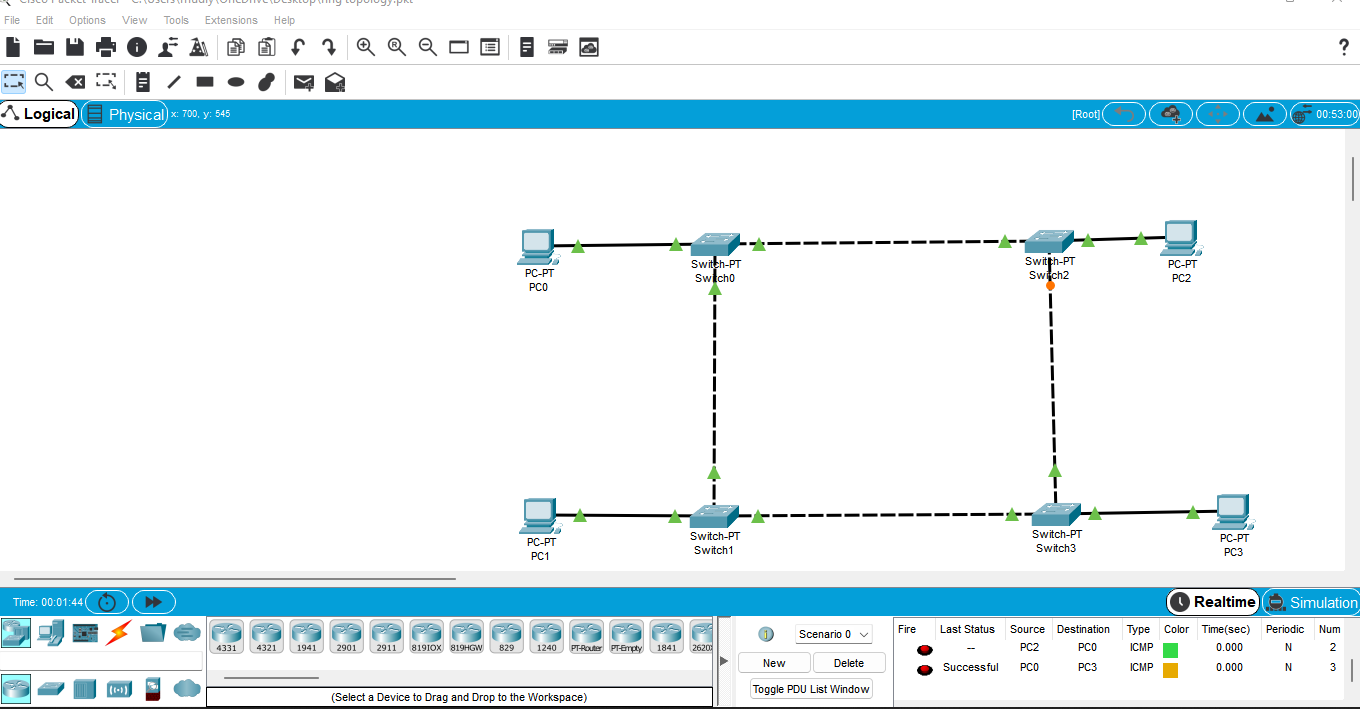 Cisco Packet Tracer - C:\Users\mudiy\OneDrive\Desktop\ring topology.pkt
File Edit Options View Tools Extensions Help
Logical Physical x: 700, y: 545 [Root] 00:53:00
PC-PT
PC0
Switch-PT
Switch0
Switch-PT
Switch2
PC-PT
PC2
PC-PT
PC1
Switch-PT
Switch1
Switch-PT
Switch3
PC-PT
PC3
Time: 00:01:44 Realtime Simulation
4331 4321 1941 2901 2911 819IOX 819HGW 829 1240 PT-Router PT-Empty 1841 2620X
(Select a Device to Drag and Drop to the Workspace)
Scenario 0
New Delete
Toggle PDU List Window
Fire Last Status Source Destination Type Color Time(sec) Periodic Num
-- PC2 PC0 ICMP 0.000 N 2
Successful PC0 PC3 ICMP 0.000 N 3